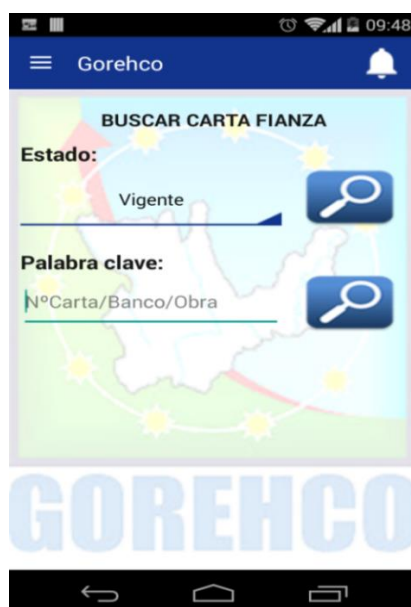 09:48
Gorehco
BUSCAR CARTA FIANZA
Estado:
Vigente
Palabra clave:
NºCarta/Banco/Obra
GOREHCO